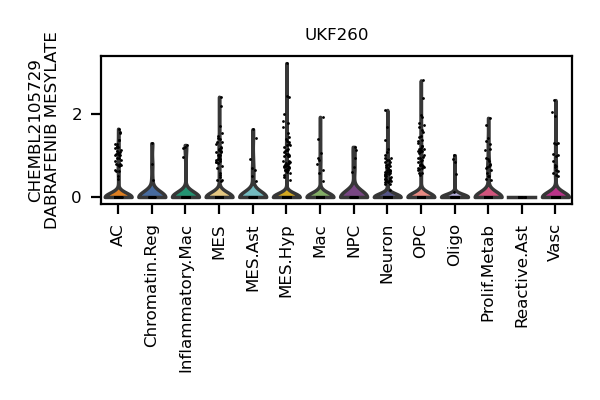 UKF260
CHEMBL2105729
DABRAFENIB MESYLATE
2
0
AC
Chromatin.Reg
Inflammatory.Mac
MES
MES.Ast
MES.Hyp
Mac
NPC
Neuron
OPC
Oligo
Prolif.Metab
Reactive.Ast
Vasc